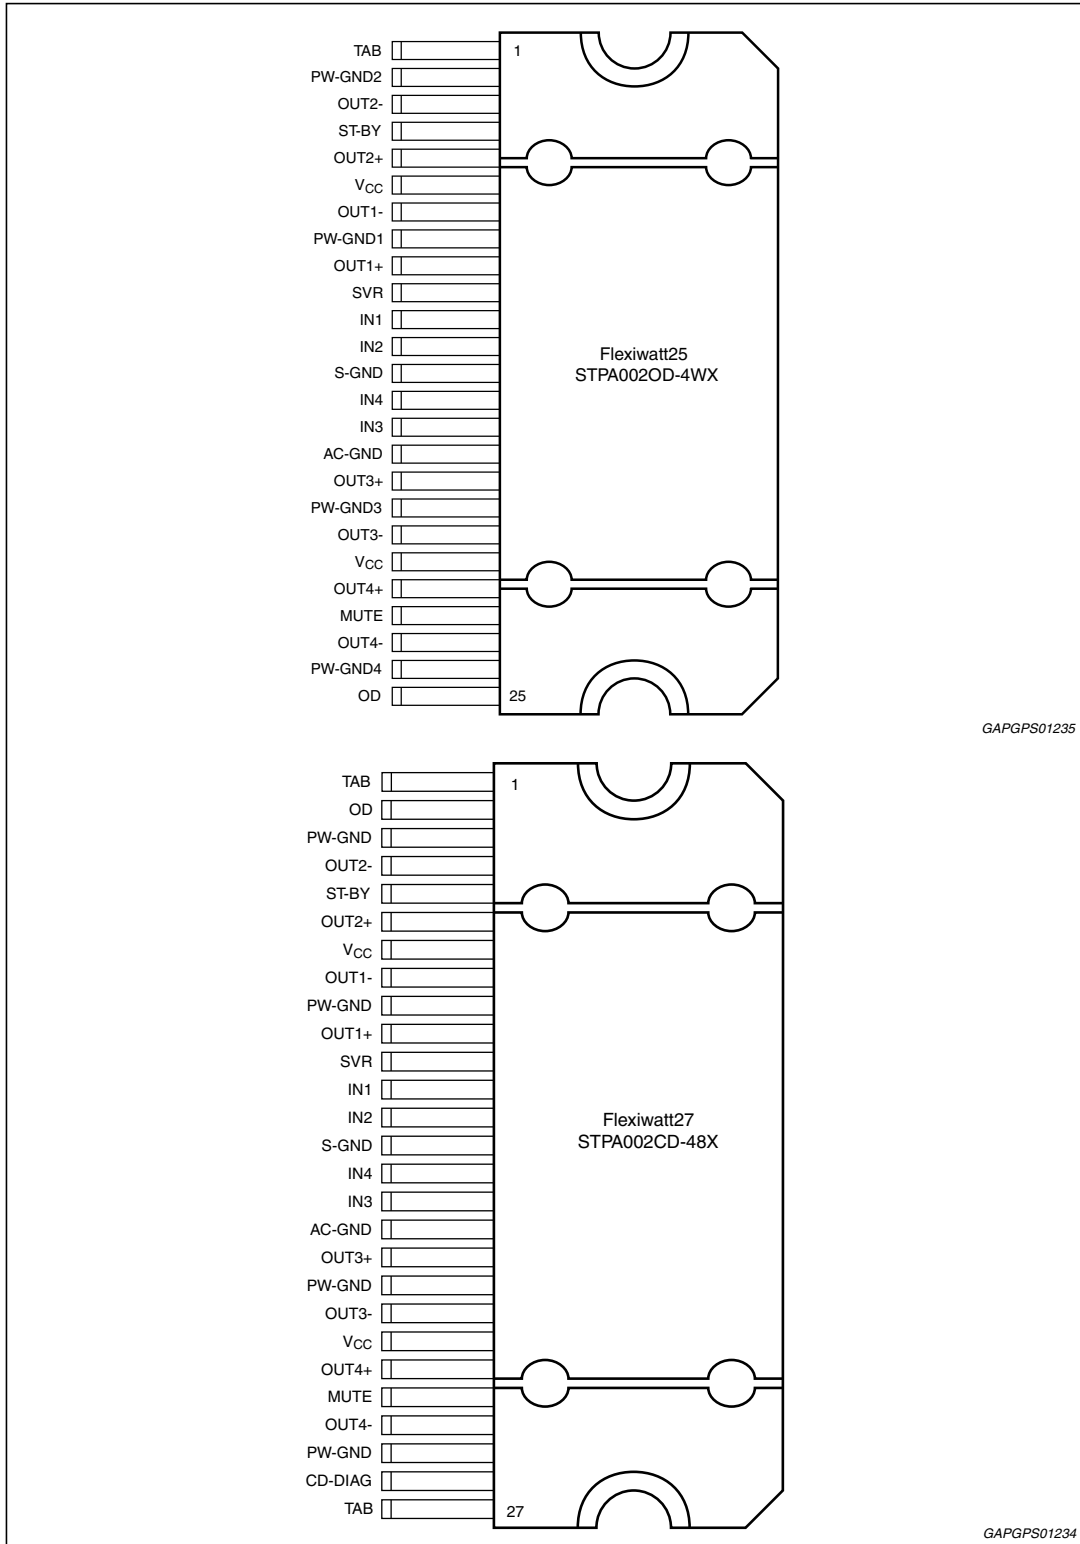 TAB 1
PW-GND2
OUT2-
ST-BY
OUT2+
VCC
OUT1-
PW-GND1
OUT1+
SVR
IN1
IN2
Flexiwatt25
STPA002OD-4WX
S-GND
IN4
IN3
AC-GND
OUT3+
PW-GND3
OUT3-
VCC
OUT4+
MUTE
OUT4-
PW-GND4
OD 25
GAPGPS01235
TAB 1
OD
PW-GND
OUT2-
ST-BY
OUT2+
VCC
OUT1-
PW-GND
OUT1+
SVR
IN1
IN2
Flexiwatt27
STPA002CD-48X
S-GND
IN4
IN3
AC-GND
OUT3+
PW-GND
OUT3-
VCC
OUT4+
MUTE
OUT4-
PW-GND
CD-DIAG
TAB 27
GAPGPS01234